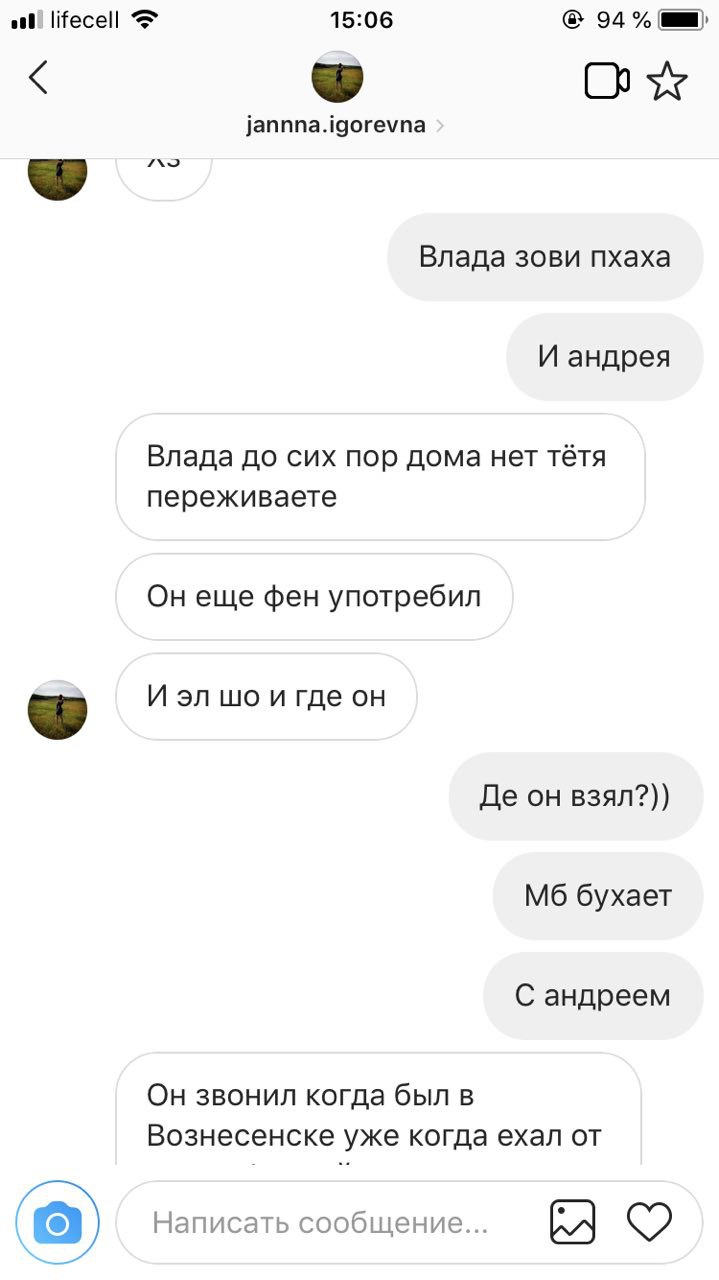 lifecell 15:06 94 %
jannna.igorevna
Хз
Влада зови пхаха
И андрея
Влада до сих пор дома нет тётя
переживаете
Он еще фен употребил
И эл шо и где он
Де он взял?))
Мб бухает
С андреем
Он звонил когда был в
Вознесенске уже когда ехал от
Написать сообщение...